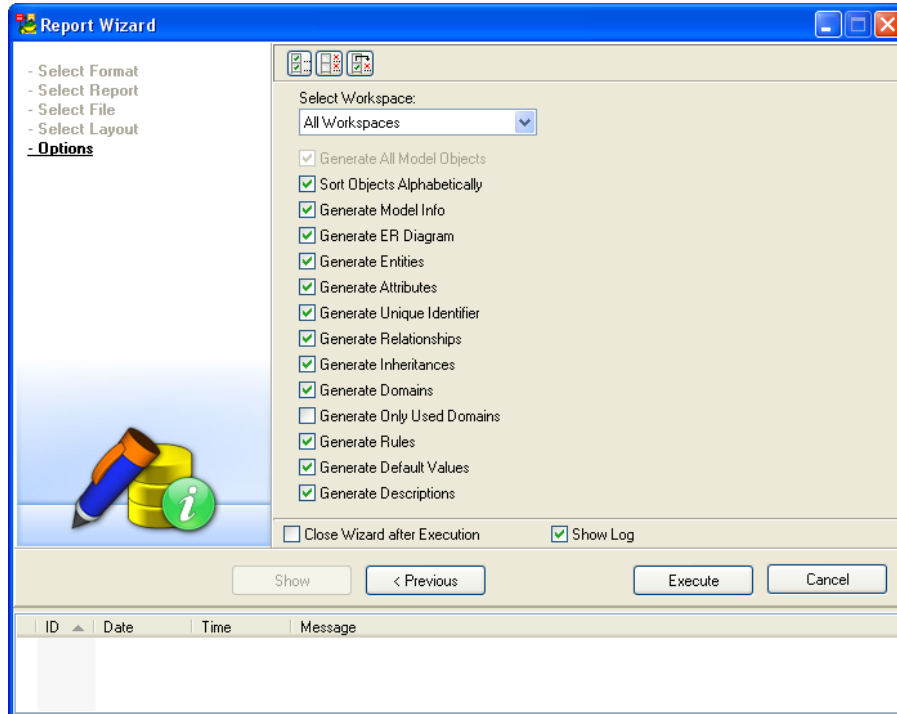 Report Wizard
- Select Format
- Select Report
- Select File
- Select Layout
- Options
Select Workspace:
All Workspaces
Generate All Model Objects
Sort Objects Alphabetically
Generate Model Info
Generate ER Diagram
Generate Entities
Generate Attributes
Generate Unique Identifier
Generate Relationships
Generate Inheritances
Generate Domains
Generate Only Used Domains
Generate Rules
Generate Default Values
Generate Descriptions
Close Wizard after Execution Show Log
Show < Previous Execute Cancel
ID Date Time Message